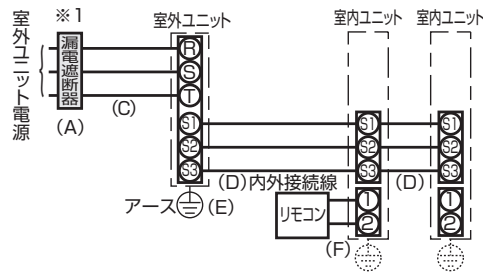 ※1
室外ユニット電源
漏電遮断器
(A)
(C)
室外ユニット
R
S
T
S1
S2
S3
アース
(E)
(D)内外接続線
(D)
リモコン
(F)
室内ユニット
S1
S2
S3
1
2
室内ユニット
S1
S2
S3
1
2